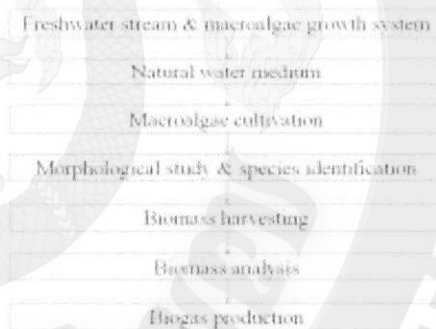 Freshwater stream & macroalgae growth system
Natural water medium
Macroalgae cultivation
Morphological study & species identification
Biomass harvesting
Biomass analysis
Biogas production